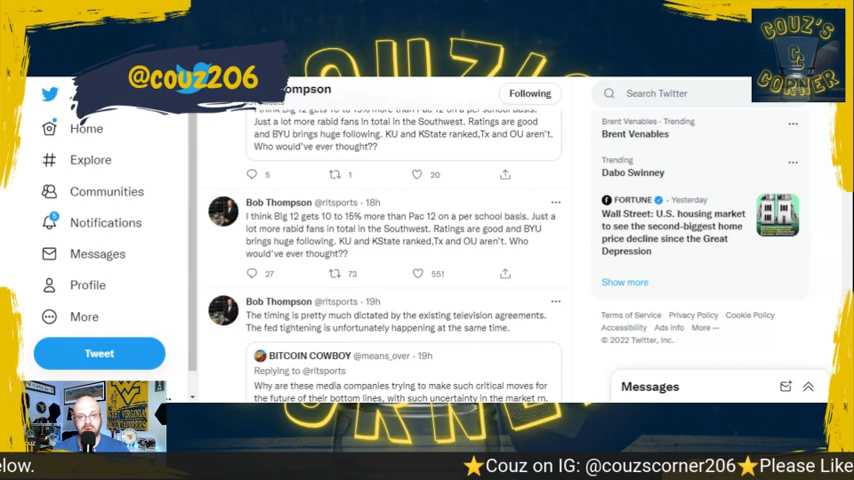 COUZ'S
CORNER
@couz206
COUZ'S
CORNER
Home
Explore
Communities
Notifications
Messages
Profile
More
Tweet
Thompson
Following
I think Big 12 gets 10 to 15% more than Pac 12 on a per school basis.
Just a lot more rabid fans in total in the Southwest. Ratings are good
and BYU brings huge following. KU and KState ranked,Tx and OU aren't.
Who would've ever thought??
5 1 20
Bob Thompson @rltsports · 18h
I think Big 12 gets 10 to 15% more than Pac 12 on a per school basis. Just a
lot more rabid fans in total in the Southwest. Ratings are good and BYU
brings huge following. KU and KState ranked,Tx and OU aren't. Who
would've ever thought??
27 73 551
Bob Thompson @rltsports · 19h
The timing is pretty much dictated by the existing television agreements.
The fed tightening is unfortunately happening at the same time.
BITCOIN COWBOY @means_over · 19h
Replying to @rltsports
Why are these media companies trying to make such critical moves for
the future of their bottom lines, with such uncertainty in the market rn.
Search Twitter
Brent Venables · Trending
Brent Venables
Trending
Dabo Swinney
FORTUNE · Yesterday
Wall Street: U.S. housing market
to see the second-biggest home
price decline since the Great
Depression
Show more
Terms of Service Privacy Policy Cookie Policy
Accessibility Ads info More
© 2022 Twitter, Inc.
Messages
WEST VIRGINIA
elow. ⭐Couz on IG: @couzscorner206⭐Please Like